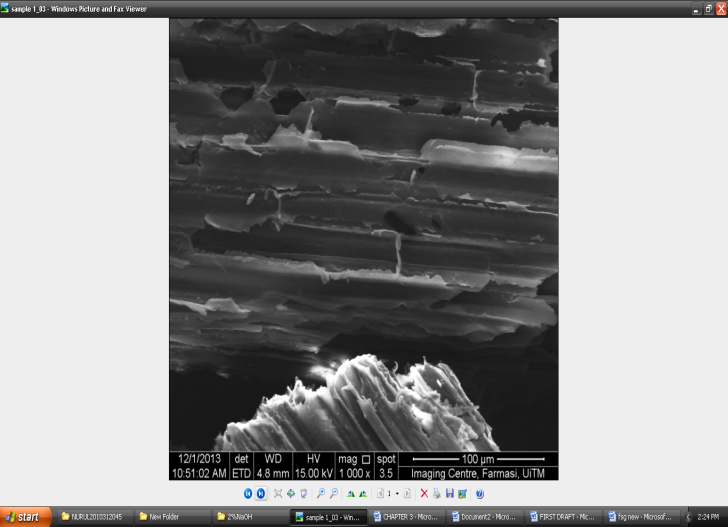 sample 1_03 - Windows Picture and Fax Viewer
12/1/2013 det WD HV mag spot 100 µm
10:51:02 AM ETD 4.8 mm 15.00 kV 1 000 x 3.5 Imaging Centre, Farmasi, UiTM
1
start NURUL2010312045 New Folder 2%NaOH sample 1_03 - Win... CHAPTER 3 - Micro... Document2 - Micro... FIRST DRAFT - Mic... fsg new - Microsof... 2:24 PM